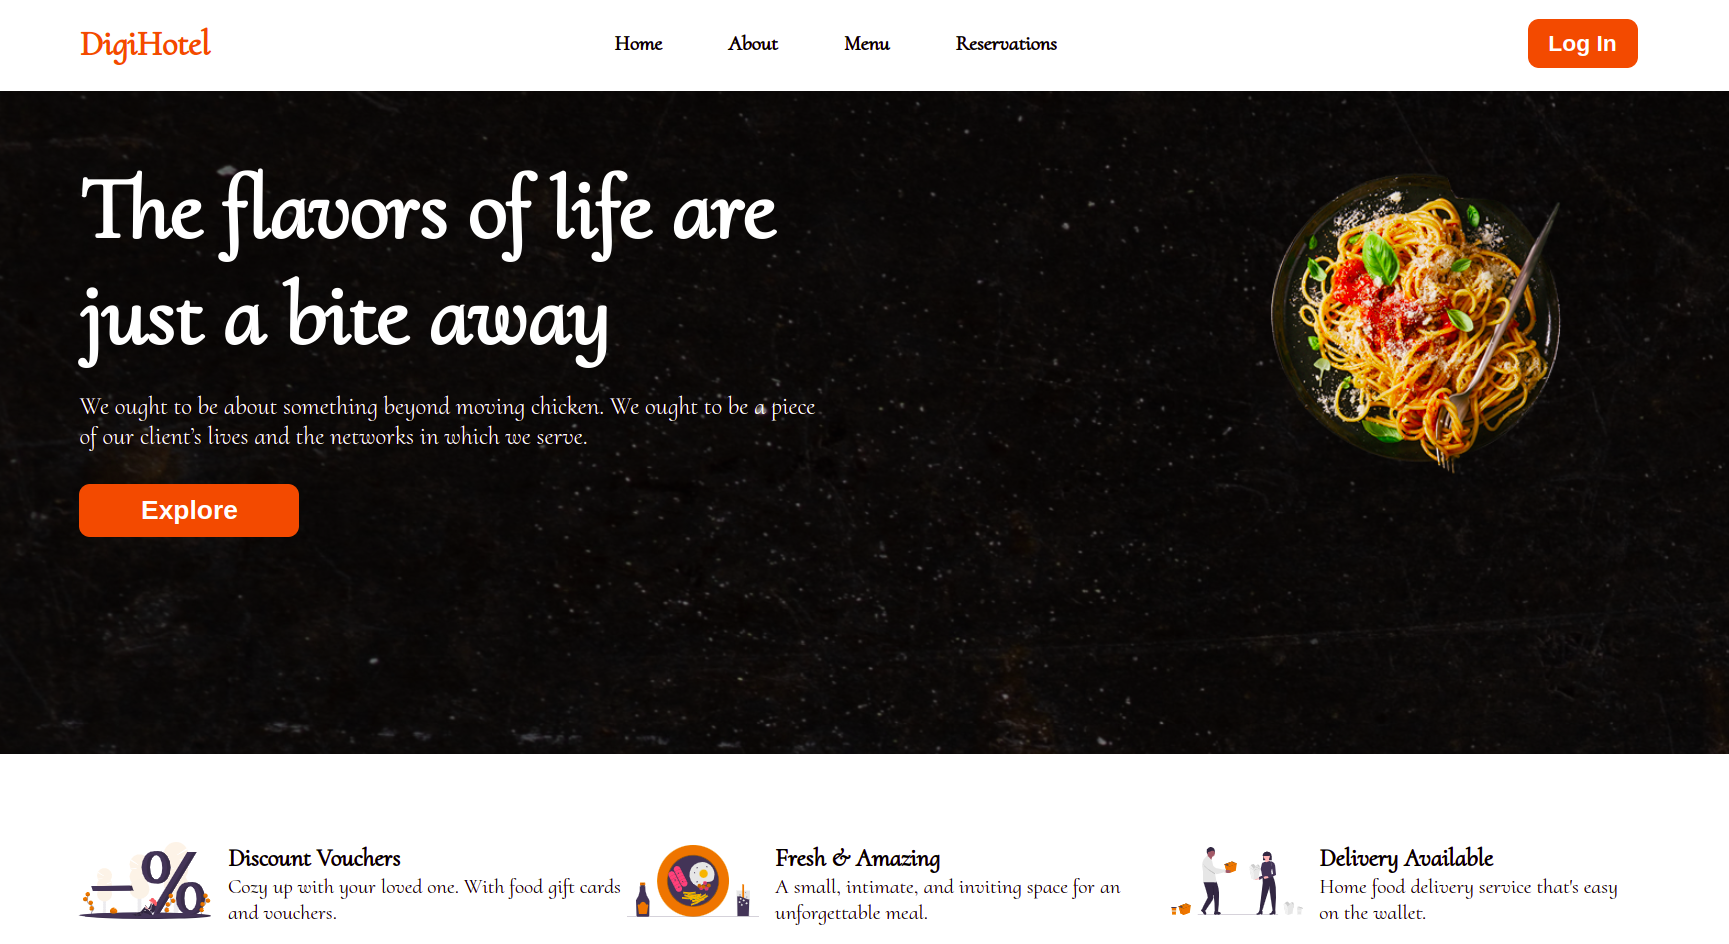 DigiHotel
Home About Menu Reservations
Log In
The flavors of life are
just a bite away
We ought to be about something beyond moving chicken. We ought to be a piece
of our client's lives and the networks in which we serve.
Explore
%
Discount Vouchers
Cozy up with your loved one. With food gift cards
and vouchers.
Fresh & Amazing
A small, intimate, and inviting space for an
unforgettable meal.
Delivery Available
Home food delivery service that's easy
on the wallet.